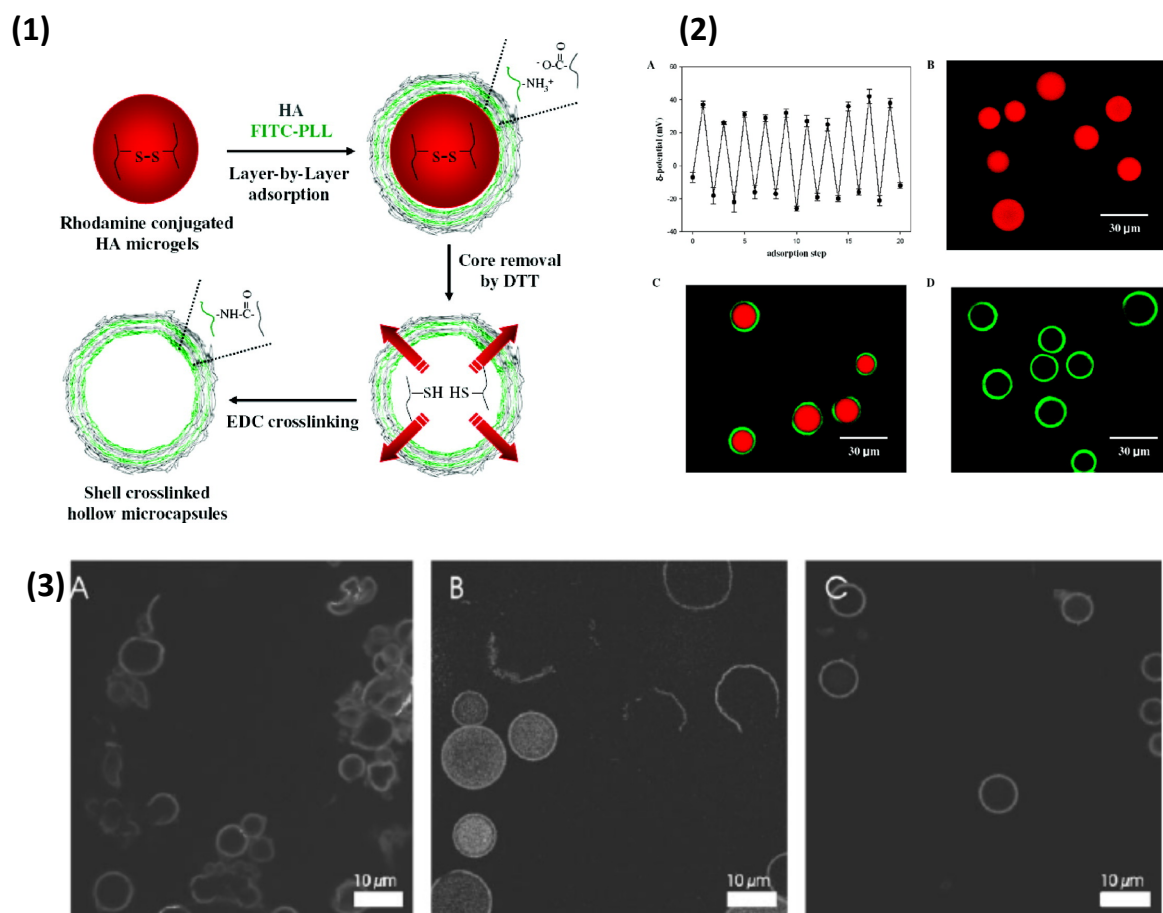 (1)
HA
FITC-PLL
Layer-by-Layer
adsorption
S-S
S-S
Rhodamine conjugated
HA microgels
-O-C-
O
-NH3+
Core removal
by DTT
-NH-C-
O
-SH HS-
EDC crosslinking
Shell crosslinked
hollow microcapsules
(2)
A
60
40
20
0
-20
-40
0 5 10 15 20
adsorption step
δ-potential (mV)
B
30 µm
C
30 µm
D
30 µm
(3)
A
10 µm
B
10 µm
C
10 µm